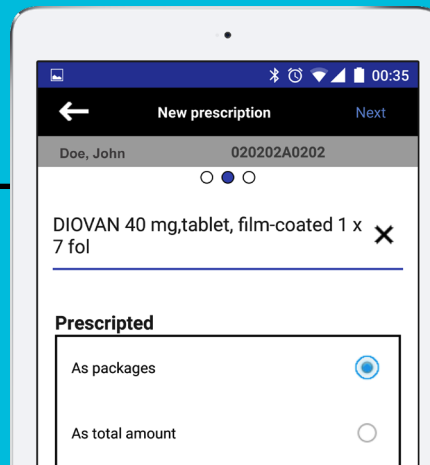 00:35
New prescription Next
Doe, John 020202A0202
DIOVAN 40 mg,tablet, film-coated 1 x
7 fol
Prescripted
As packages
As total amount